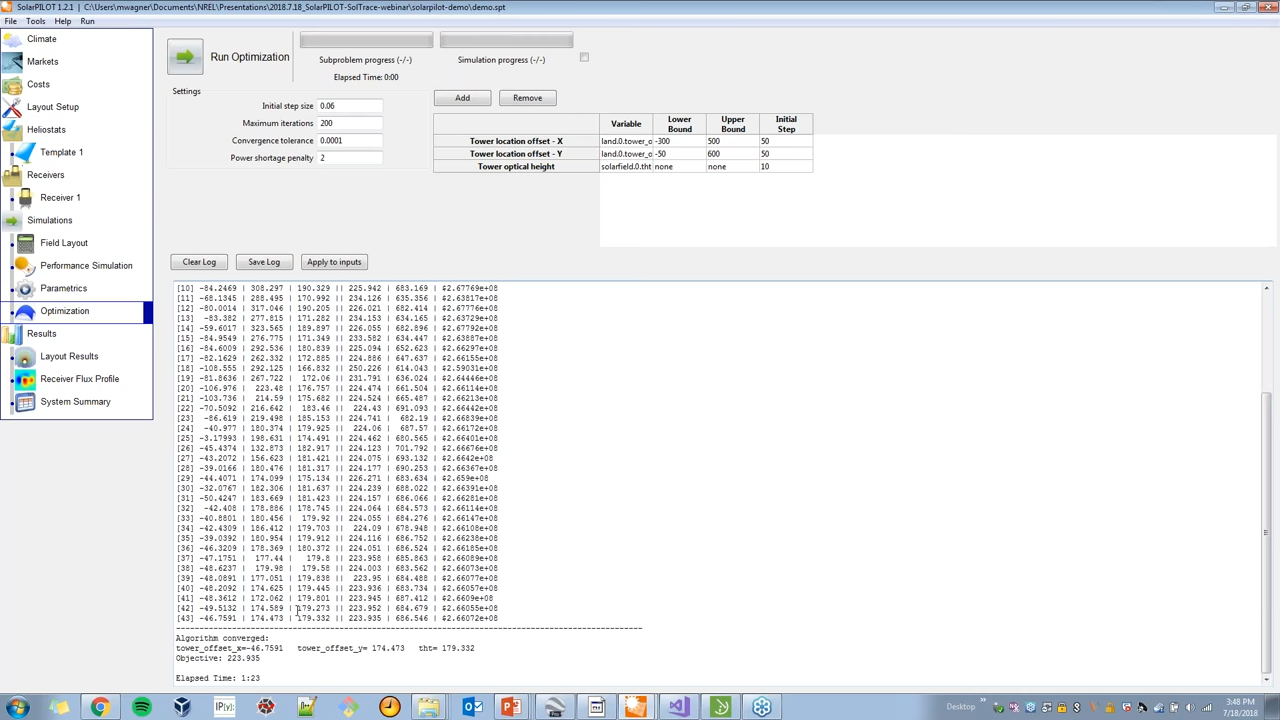 SolarPILOT 1.2.1 | C:\Users\mwagner\Documents\NREL\Presentations\2018.7.18_SolarPILOT-SolTrace-webinar\solarpilot-demo\demo.spt
File Tools Help Run
Climate
Markets
Costs
Layout Setup
Heliostats
Template 1
Receivers
Receiver 1
Simulations
Field Layout
Performance Simulation
Parametrics
Optimization
Results
Layout Results
Receiver Flux Profile
System Summary
Run Optimization
Subproblem progress (-/-)
Simulation progress (-/-)
Elapsed Time: 0:00
Settings
Initial step size 0.06
Maximum iterations 200
Convergence tolerance 0.0001
Power shortage penalty 2
Add Remove
Variable Lower Bound Upper Bound Initial Step
Tower location offset - X land.0.tower_o -300 500 50
Tower location offset - Y land.0.tower_o -50 600 50
Tower optical height solarfield.0.tht none none 10
Clear Log Save Log Apply to inputs
[10] -84.2469 | 308.297 | 190.329 || 225.942 | 683.169 | $2.67769e+08
[11] -68.1345 | 288.495 | 170.992 || 234.126 | 635.356 | $2.63817e+08
[12] -80.0014 | 317.046 | 190.205 || 226.021 | 682.414 | $2.67792e+08
[13] -83.382 | 277.815 | 171.282 || 234.153 | 634.165 | $2.63729e+08
[14] -59.6017 | 323.565 | 189.897 || 226.055 | 682.896 | $2.67792e+08
[15] -84.9549 | 276.775 | 171.349 || 233.582 | 634.447 | $2.63887e+08
[16] -84.6009 | 292.536 | 180.839 || 225.094 | 652.623 | $2.66297e+08
[17] -82.1629 | 262.332 | 172.885 || 224.886 | 647.637 | $2.66155e+08
[18] -108.555 | 292.125 | 166.832 || 250.226 | 614.043 | $2.59031e+08
[19] -81.8636 | 267.722 | 172.06 || 231.791 | 636.024 | $2.64446e+08
[20] -106.976 | 223.48 | 176.757 || 224.474 | 661.504 | $2.66114e+08
[21] -103.736 | 214.59 | 175.682 || 224.524 | 665.487 | $2.66213e+08
[22] -70.5092 | 216.642 | 183.46 || 224.43 | 691.093 | $2.66442e+08
[23] -86.619 | 219.498 | 185.153 || 224.741 | 682.19 | $2.66839e+08
[24] -40.977 | 180.374 | 179.925 || 224.06 | 687.57 | $2.66172e+08
[25] -3.17993 | 198.631 | 174.491 || 224.462 | 680.565 | $2.66401e+08
[26] -45.4374 | 132.873 | 182.917 || 224.123 | 701.792 | $2.66676e+08
[27] -43.2072 | 156.623 | 181.421 || 224.075 | 693.132 | $2.6642e+08
[28] -39.0166 | 180.476 | 181.317 || 224.177 | 690.253 | $2.66367e+08
[29] -44.4071 | 174.099 | 175.134 || 226.271 | 683.634 | $2.659e+08
[30] -32.0767 | 182.306 | 181.637 || 224.239 | 688.022 | $2.66389e+08
[31] -50.4247 | 183.669 | 181.423 || 224.157 | 686.066 | $2.66281e+08
[32] -42.408 | 178.886 | 178.745 || 224.064 | 684.573 | $2.66114e+08
[33] -40.8801 | 180.456 | 179.92 || 224.055 | 684.276 | $2.66147e+08
[34] -42.4309 | 186.412 | 179.703 || 224.09 | 678.948 | $2.66108e+08
[35] -39.0392 | 180.954 | 179.912 || 224.116 | 686.752 | $2.66238e+08
[36] -46.3209 | 178.369 | 180.372 || 224.051 | 686.524 | $2.66185e+08
[37] -47.1751 | 177.44 | 179.8 || 223.958 | 685.863 | $2.66089e+08
[38] -48.6237 | 179.98 | 179.58 || 224.003 | 683.562 | $2.66073e+08
[39] -48.0891 | 177.051 | 179.838 || 223.95 | 684.488 | $2.66077e+08
[40] -48.2092 | 174.625 | 179.445 || 223.936 | 683.734 | $2.66057e+08
[41] -48.3612 | 172.062 | 179.801 || 223.945 | 687.412 | $2.6609e+08
[42] -49.5132 | 174.589 | 179.273 || 223.952 | 684.679 | $2.66055e+08
[43] -46.7591 | 174.473 | 179.332 || 223.935 | 686.546 | $2.66072e+08
Algorithm converged:
tower_offset_x=-46.7591 tower_offset_y= 174.473 tht= 179.332
Objective: 223.935
Elapsed Time: 1:23
IP[y]:
Desktop
3:48 PM
7/18/2018